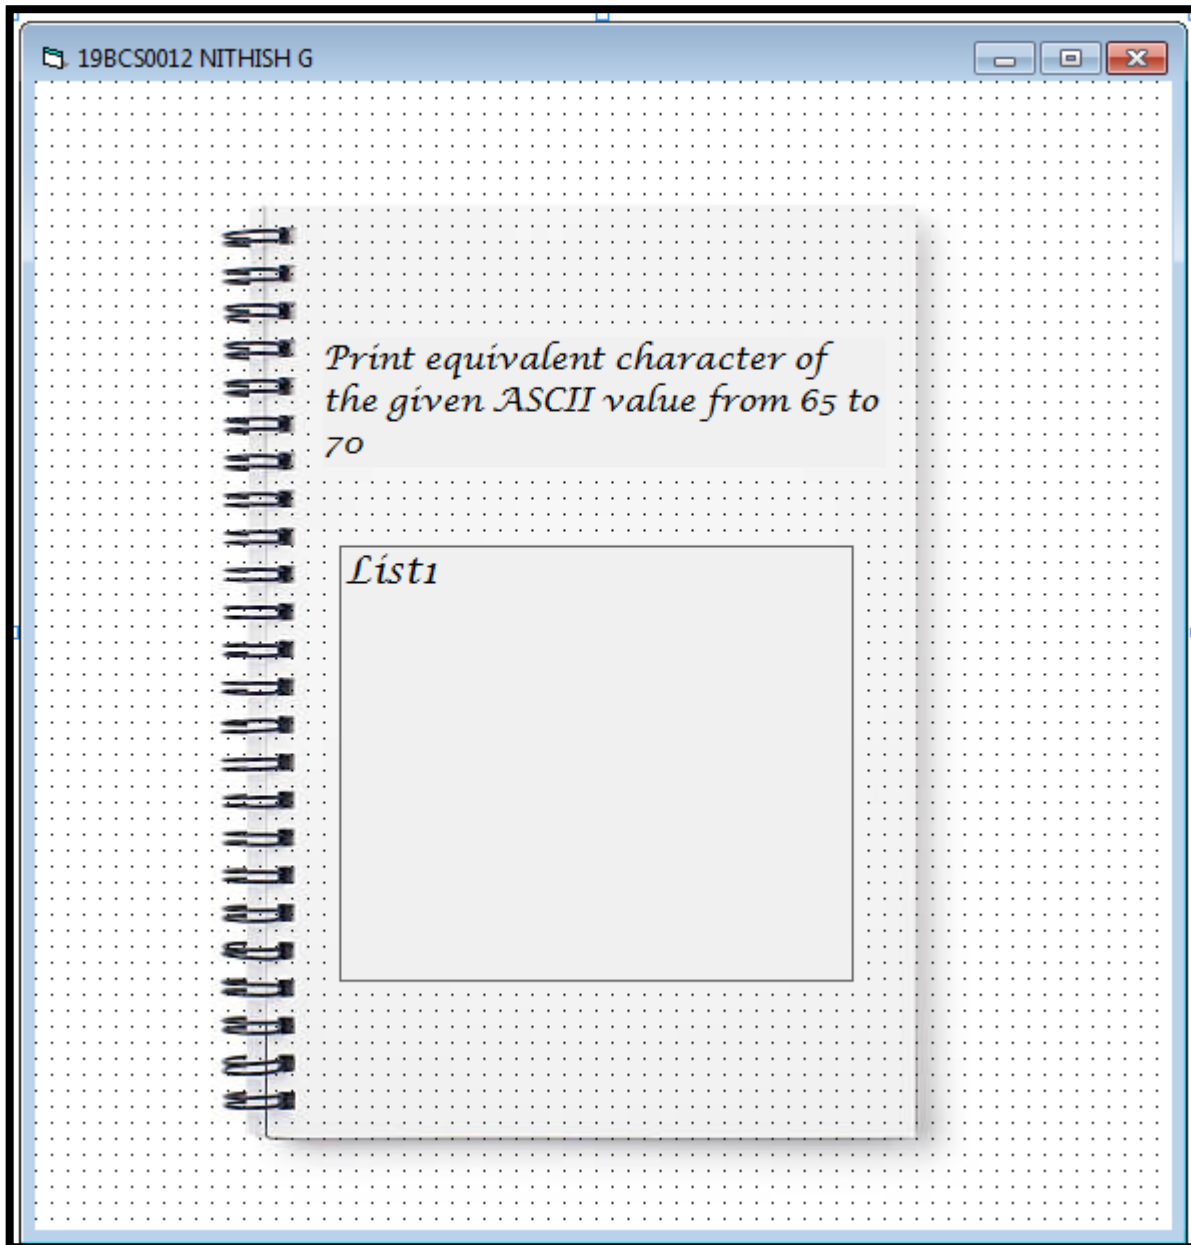 19BCS0012 NITHISH G
Print equivalent character of
the given ASCII value from 65 to
70
List1